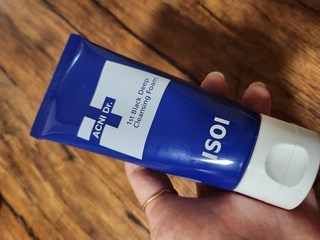 ACNI Dr.
1st Black Deep
Cleansing Foam
ISOI